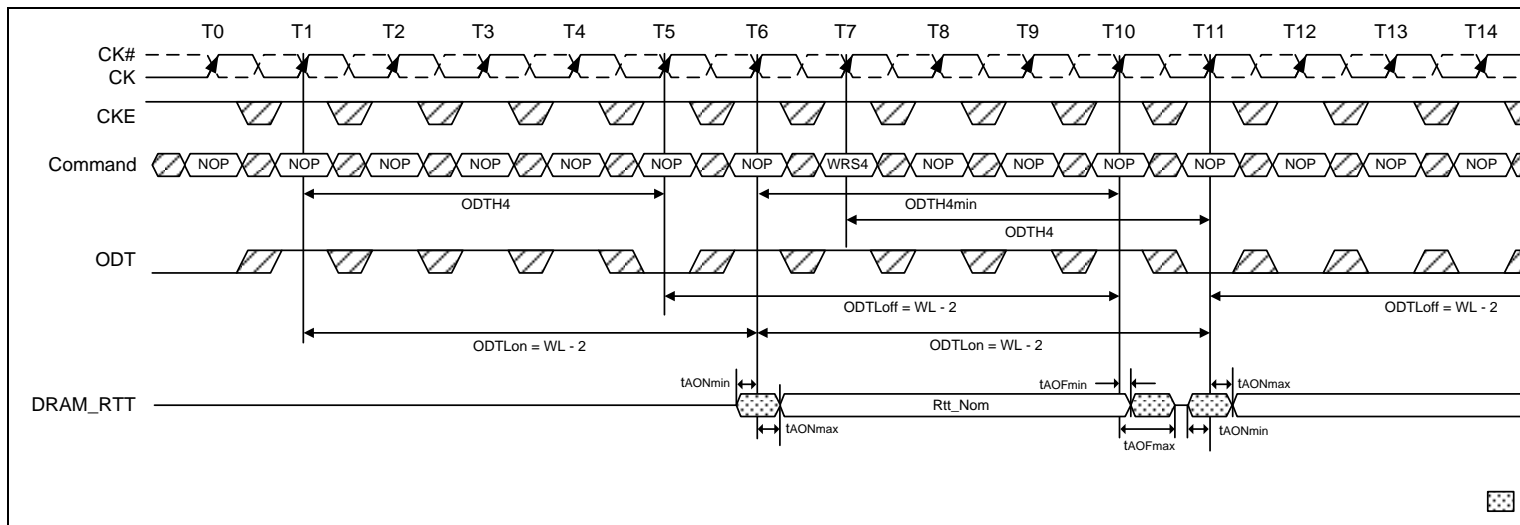 T0 T1 T2 T3 T4 T5 T6 T7 T8 T9 T10 T11 T12 T13 T14
CK#
CK
CKE
Command NOP NOP NOP NOP NOP NOP NOP WRS4 NOP NOP NOP NOP NOP NOP NOP
ODTH4 ODTH4min
ODTH4
ODT
ODTLoff = WL - 2 ODTLoff = WL - 2
ODTLon = WL - 2 ODTLon = WL - 2
tAONmin tAOFmin tAONmax
DRAM_RTT Rtt_Nom
tAONmax tAOFmax tAONmin